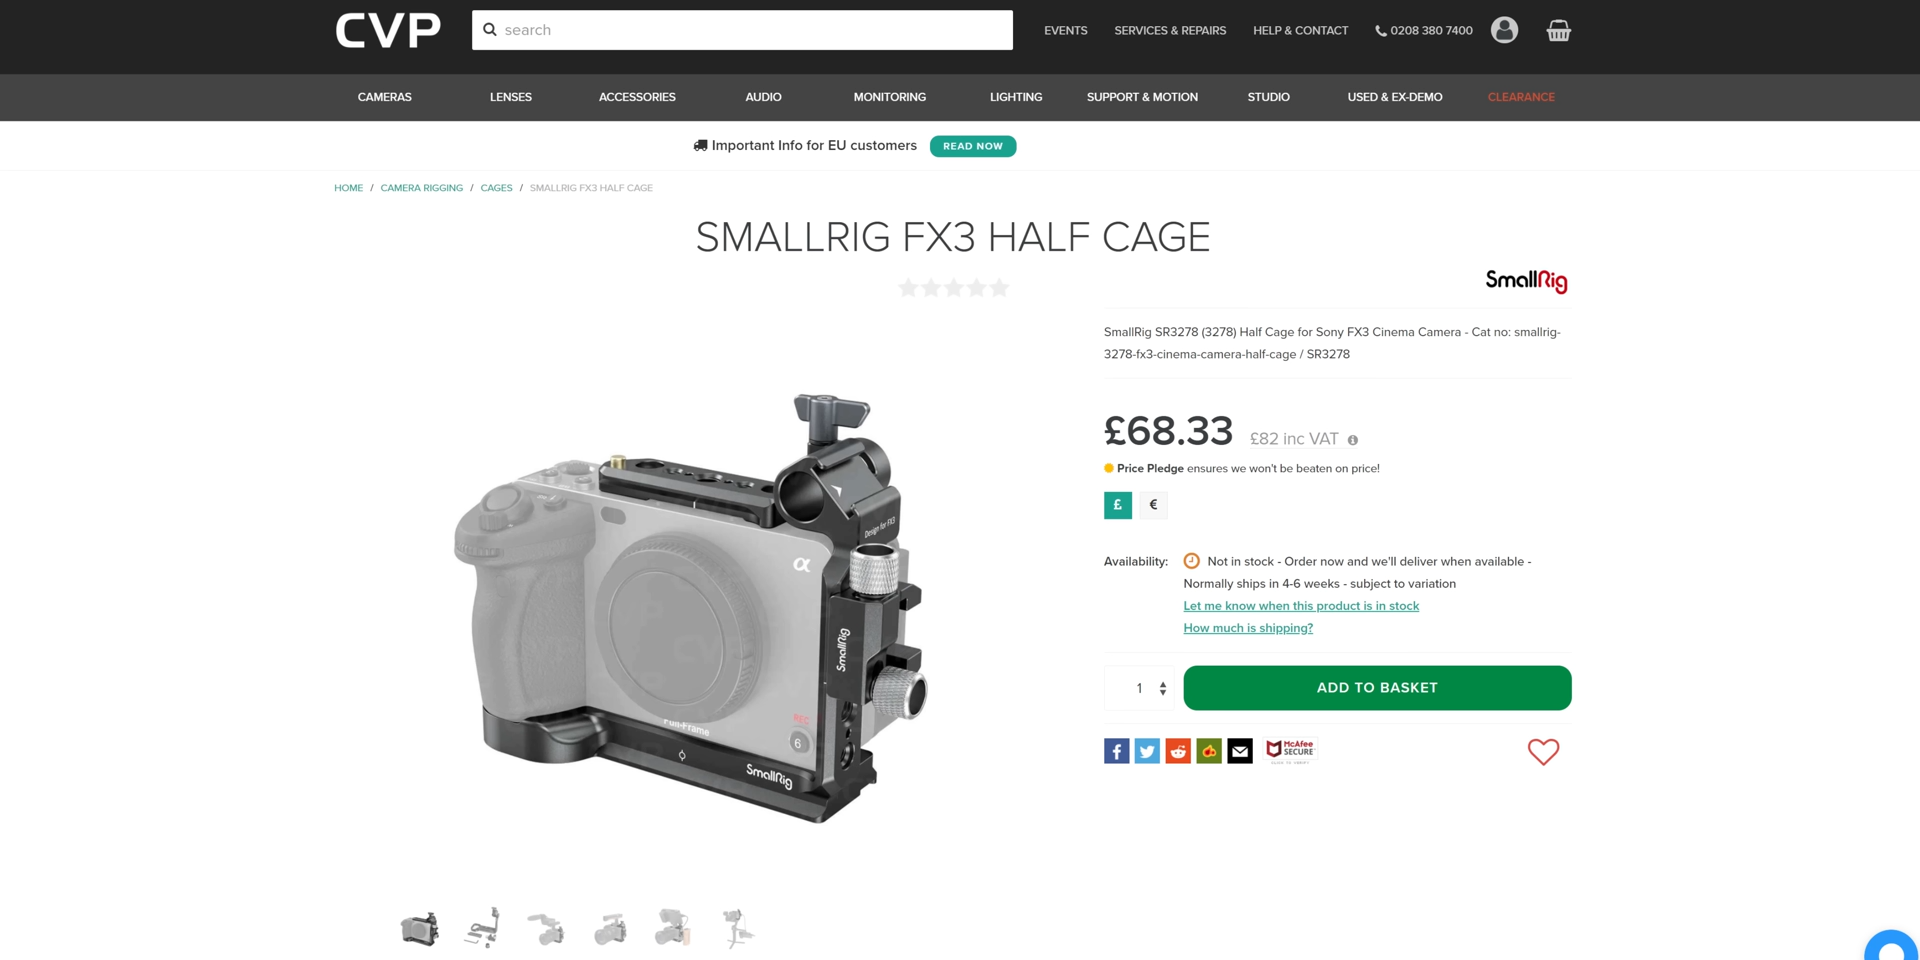 CVP
search
EVENTS
SERVICES & REPAIRS
HELP & CONTACT
0208 380 7400
CAMERAS
LENSES
ACCESSORIES
AUDIO
MONITORING
LIGHTING
SUPPORT & MOTION
STUDIO
USED & EX-DEMO
CLEARANCE
Important Info for EU customers
READ NOW
HOME / CAMERA RIGGING / CAGES / SMALLRIG FX3 HALF CAGE
SMALLRIG FX3 HALF CAGE
SmallRig
SmallRig SR3278 (3278) Half Cage for Sony FX3 Cinema Camera - Cat no: smallrig-
3278-fx3-cinema-camera-half-cage / SR3278
£68.33 £82 inc VAT
Price Pledge ensures we won't be beaten on price!
£ €
Availability:
Not in stock - Order now and we'll deliver when available -
Normally ships in 4-6 weeks - subject to variation
Let me know when this product is in stock
How much is shipping?
1
ADD TO BASKET
McAfee
SECURE
Design for FX3
α
SmallRig
REC
Full-Frame
6
SmallRig